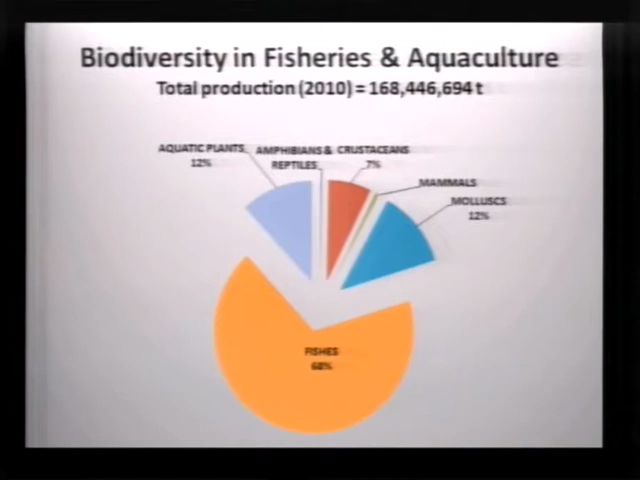 Biodiversity in Fisheries & Aquaculture
Total production (2010) = 168,446,694 t
AQUATIC PLANTS
12%
AMPHIBIANS &
REPTILES
CRUSTACEANS
7%
MAMMALS
MOLLUSCS
12%
FISHES
68%